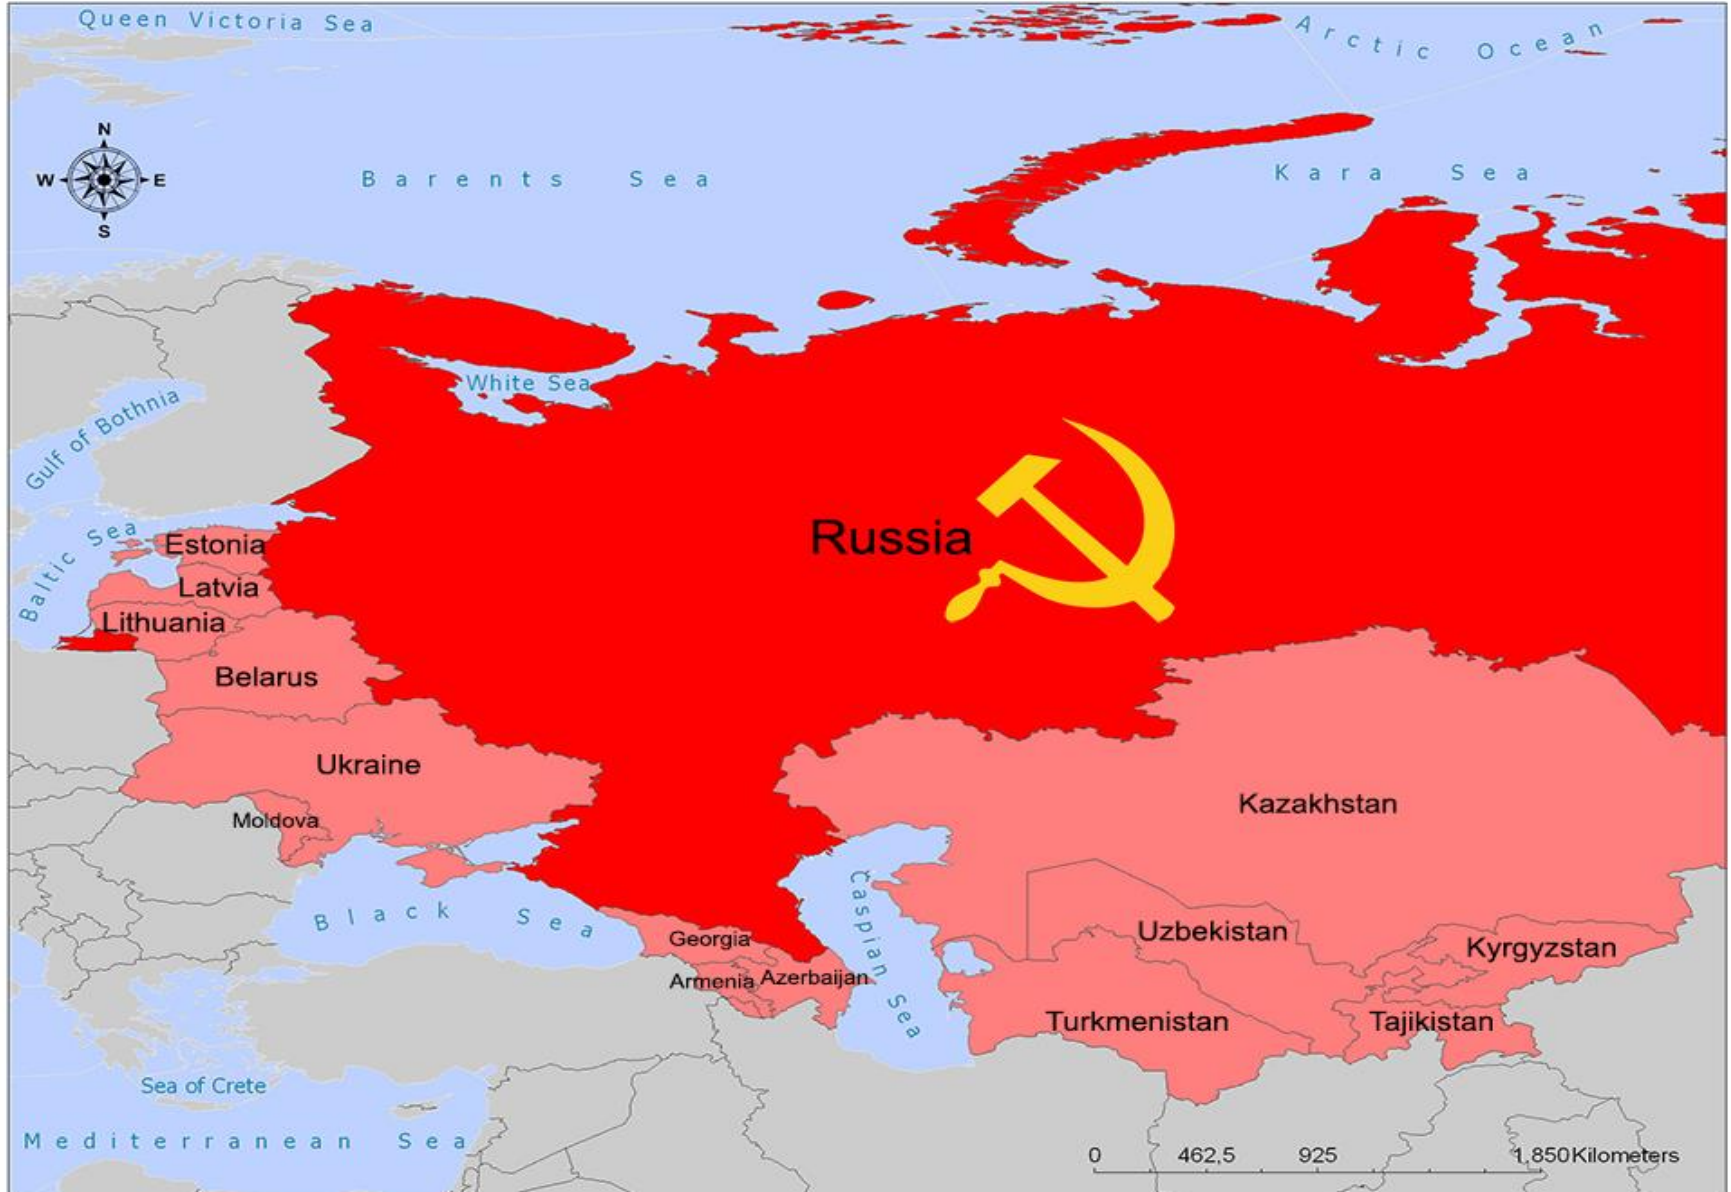 Queen Victoria Sea
Arctic Ocean
N
W
E
S
Barents Sea
Kara Sea
White Sea
Gulf of Bothnia
Baltic Sea
Russia
Estonia
Latvia
Lithuania
Belarus
Ukraine
Moldova
Kazakhstan
Black Sea
Caspian Sea
Georgia
Armenia
Azerbaijan
Uzbekistan
Kyrgyzstan
Turkmenistan
Tajikistan
Sea of Crete
Mediterranean Sea
0 462,5 925 1.850 Kilometers